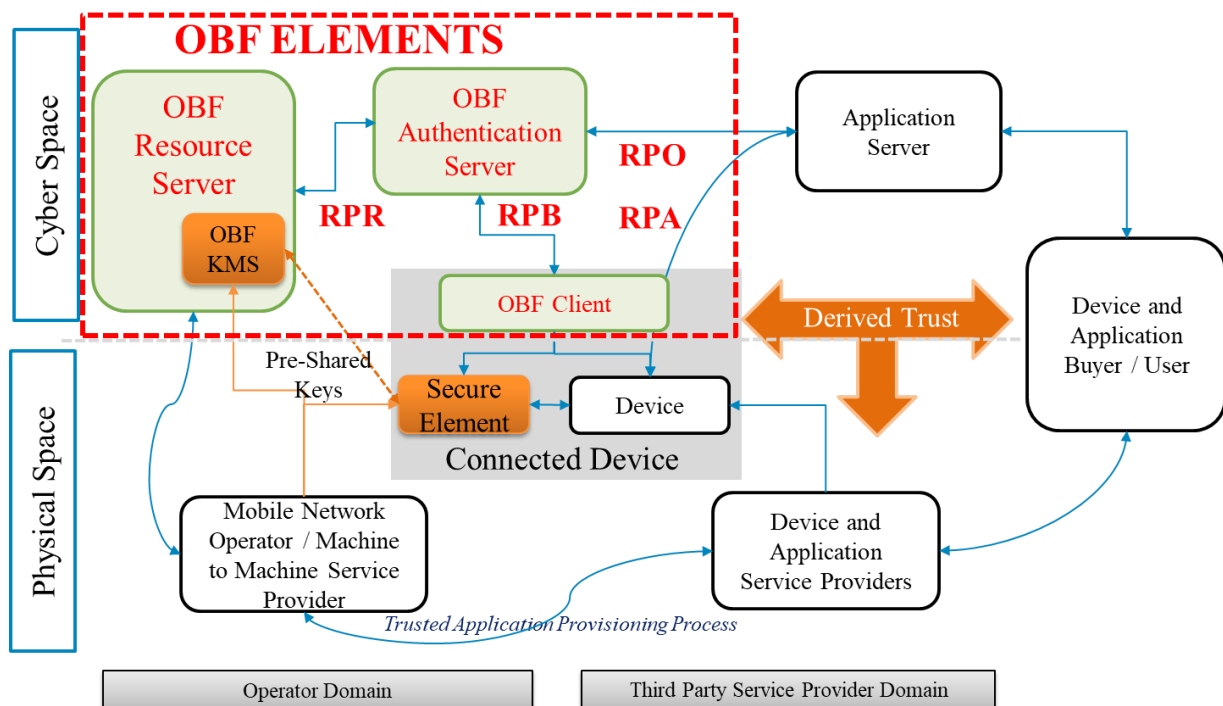 OBF ELEMENTS
Cyber Space
OBF
Resource
Server
OBF
KMS
OBF
Authentication
Server
RPR
RPB
RPO
RPA
Application
Server
OBF Client
Derived Trust
Device and
Application
Buyer / User
Physical Space
Pre-Shared
Keys
Secure
Element
Device
Connected Device
Mobile Network
Operator / Machine
to Machine Service
Provider
Device and
Application
Service Providers
Trusted Application Provisioning Process
Operator Domain
Third Party Service Provider Domain